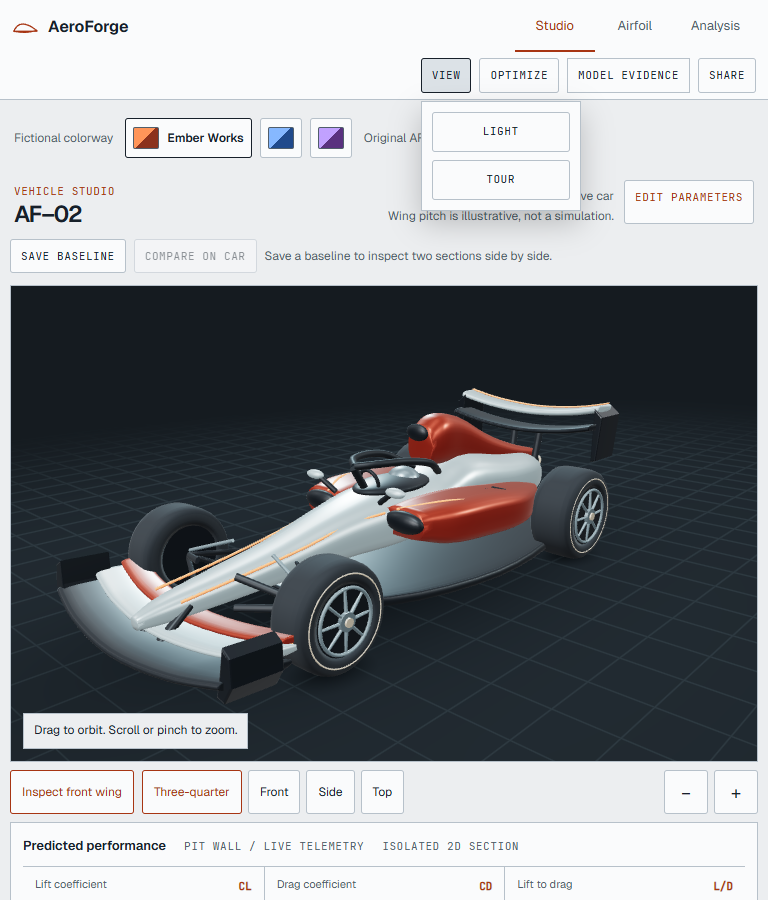 AeroForge
Studio
Airfoil
Analysis
VIEW
OPTIMIZE
MODEL EVIDENCE
SHARE
LIGHT
TOUR
Fictional colorway
Ember Works
Original
VEHICLE STUDIO
AF–02
car
Wing pitch is illustrative, not a simulation.
EDIT PARAMETERS
SAVE BASELINE
COMPARE ON CAR
Save a baseline to inspect two sections side by side.
Drag to orbit. Scroll or pinch to zoom.
Inspect front wing
Three-quarter
Front
Side
Top
−
+
Predicted performance
PIT WALL / LIVE TELEMETRY
ISOLATED 2D SECTION
Lift coefficient
CL
Drag coefficient
CD
Lift to drag
L/D